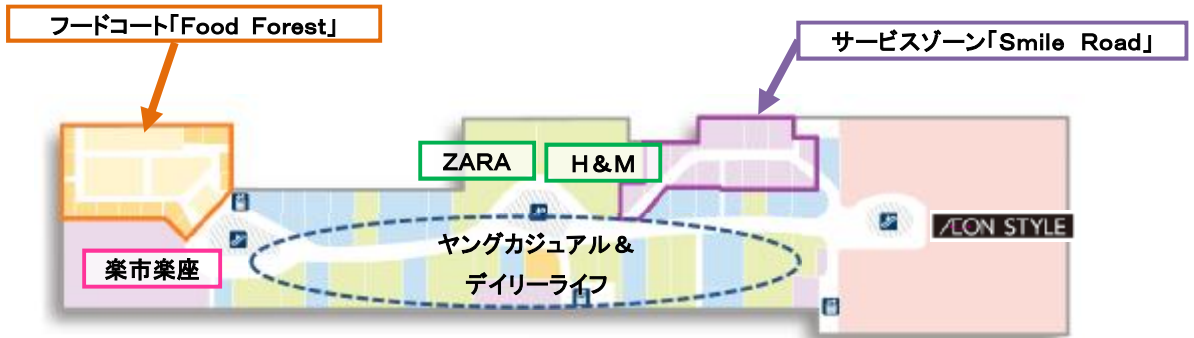 フードコート「Food Forest」
サービスゾーン「Smile Road」
ZARA
H&M
ÆON STYLE
ヤングカジュアル&
デイリーライフ
楽市楽座